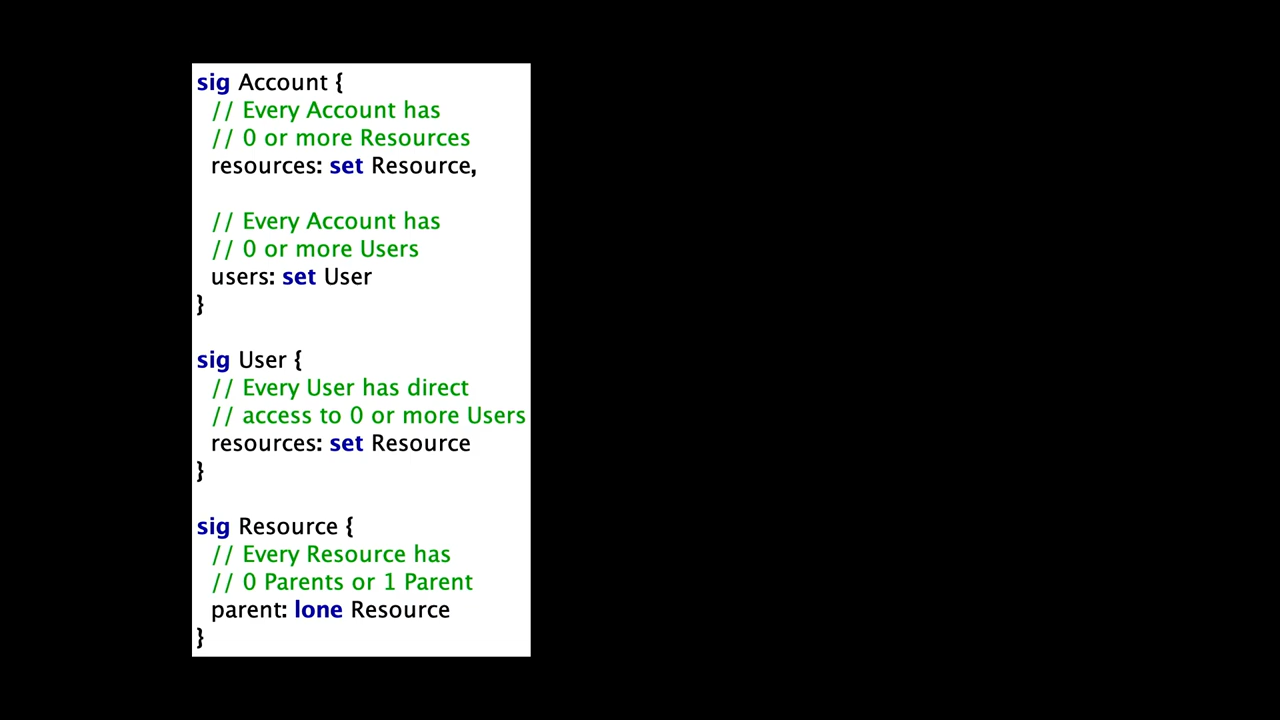 sig Account {
// Every Account has
// 0 or more Resources
resources: set Resource,
// Every Account has
// 0 or more Users
users: set User
}
sig User {
// Every User has direct
// access to 0 or more Users
resources: set Resource
}
sig Resource {
// Every Resource has
// 0 Parents or 1 Parent
parent: lone Resource
}